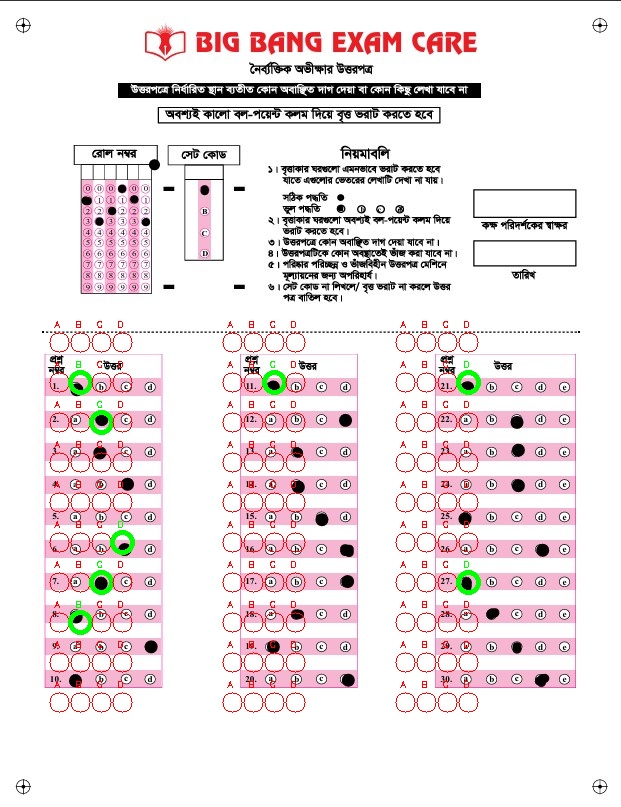 BIG BANG EXAM CARE
নৈর্ব্যক্তিক অভীক্ষার উত্তরপত্র
উত্তরপত্রে নির্ধারিত স্থান ব্যতীত কোন অবাঞ্ছিত দাগ দেয়া বা কোন কিছু লেখা যাবে না
অবশ্যই কালো বল-পয়েন্ট কলম দিয়ে বৃত্ত ভরাট করতে হবে
রোল নম্বর
সেট কোড
B
C
D
নিয়মাবলি
১। বৃত্তাকার ঘরগুলো এমনভাবে ভরাট করতে হবে
যাতে এগুলোর ভেতরের লেখাটি দেখা না যায়।
সঠিক পদ্ধতি
ভুল পদ্ধতি
২। বৃত্তাকার ঘরগুলো অবশ্যই বল-পয়েন্ট কলম দিয়ে
ভরাট করতে হবে।
৩। উত্তরপত্রে কোন অবাঞ্ছিত দাগ দেয়া যাবে না।
৪। উত্তরপত্রটিকে কোন অবস্থাতেই ভাঁজ করা যাবে না।
৫। পরিষ্কার পরিচ্ছন্ন ও ভাঁজবিহীন উত্তরপত্র মেশিনে
মূল্যায়নের জন্য অপরিহার্য।
৬। সেট কোড না লিখলে/ বৃত্ত ভরাট না করলে উত্তর
পত্র বাতিল হবে।
কক্ষ পরিদর্শকের স্বাক্ষর
তারিখ
A B C D A B C D A B C D
প্রশ্ন নম্বর উত্তর
প্রশ্ন নম্বর উত্তর
প্রশ্ন নম্বর উত্তর
1. b c d 11. b c d 21. b c d e
2. a c d 12. a b c 22. a b d e
3. a c d 13. a c d 23. a b d e
4. a b d 14. a c d 24. a b d e
5. a b c d 15. a b d 25. b c d e
6. a b d 16. a b c 26. a b c e
7. a c d 17. a b c 27. b c d e
8. b c d 18. a c d 28. a c d e
9. a b c 19. b c d 29. a b d e
10. b c d 20. a b c 30. a b c e